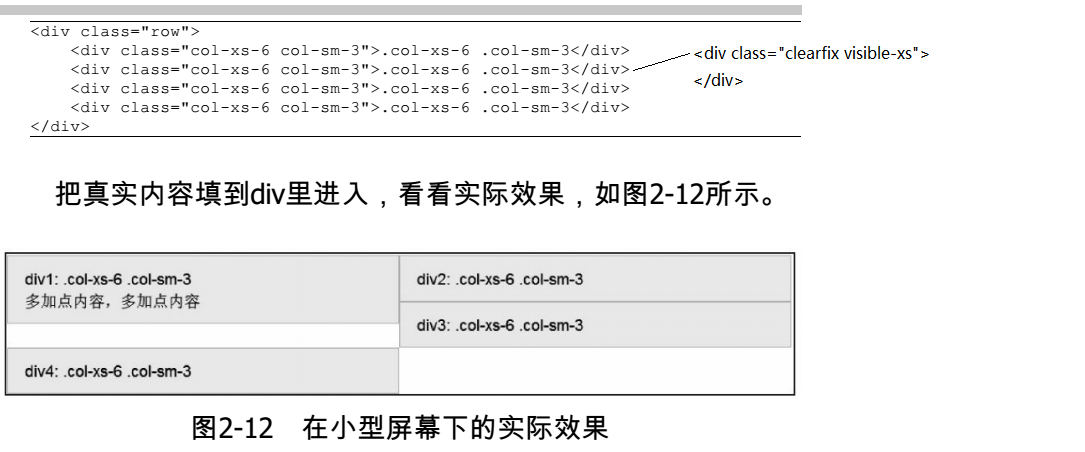 <div class="row">
<div class="col-xs-6 col-sm-3">.col-xs-6 .col-sm-3</div>
<div class="col-xs-6 col-sm-3">.col-xs-6 .col-sm-3</div>
<div class="col-xs-6 col-sm-3">.col-xs-6 .col-sm-3</div>
<div class="col-xs-6 col-sm-3">.col-xs-6 .col-sm-3</div>
</div>
<div class="clearfix visible-xs">
</div>
把真实内容填到div里进入，看看实际效果，如图2-12所示。
div1: .col-xs-6 .col-sm-3
多加点内容，多加点内容
div2: .col-xs-6 .col-sm-3
div3: .col-xs-6 .col-sm-3
div4: .col-xs-6 .col-sm-3
图2-12 在小型屏幕下的实际效果